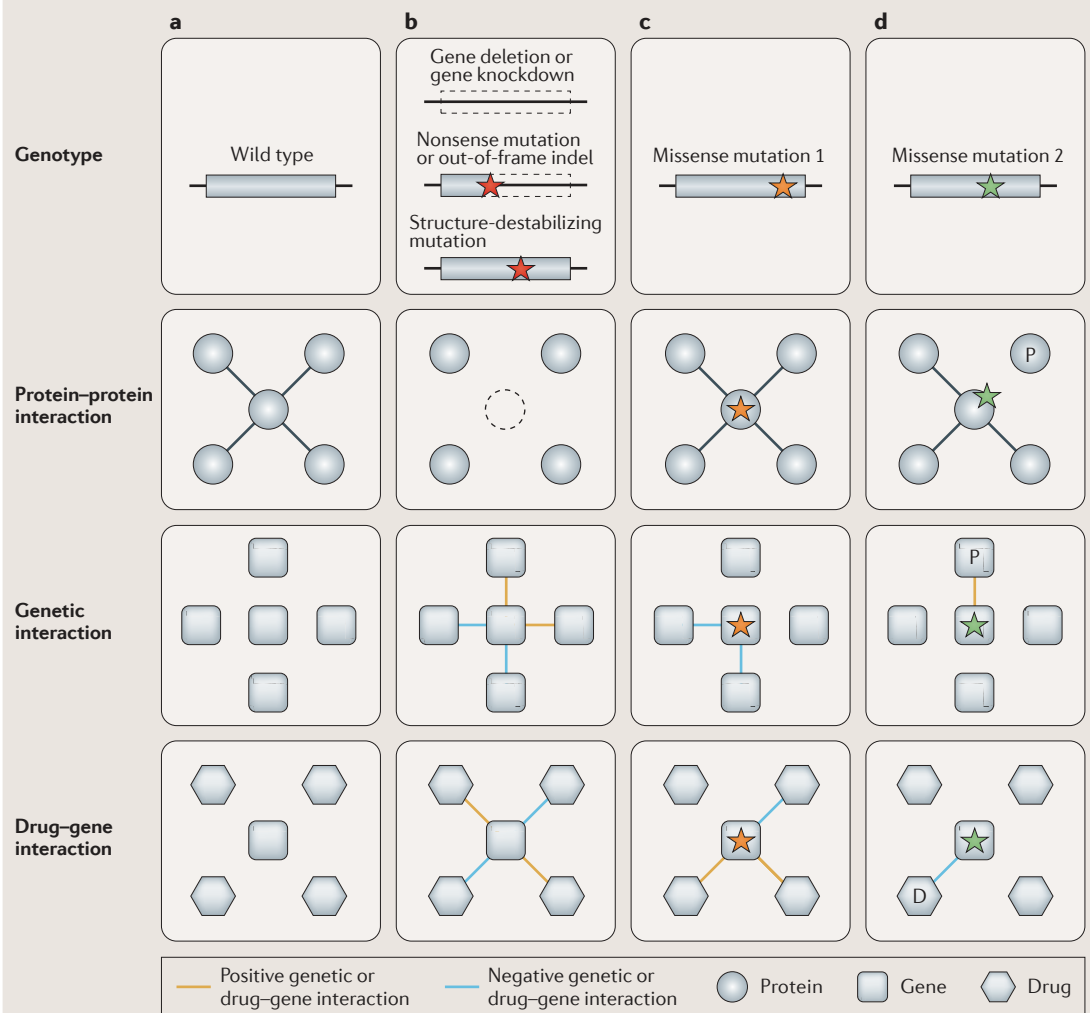 a
b
c
d
Genotype
Wild type
Gene deletion or
gene knockdown
Nonsense mutation
or out-of-frame indel
Structure-destabilizing
mutation
Missense mutation 1
Missense mutation 2
Protein–protein
interaction
P
Genetic
interaction
P
Drug–gene
interaction
D
Positive genetic or
drug–gene interaction
Negative genetic or
drug–gene interaction
Protein
Gene
Drug